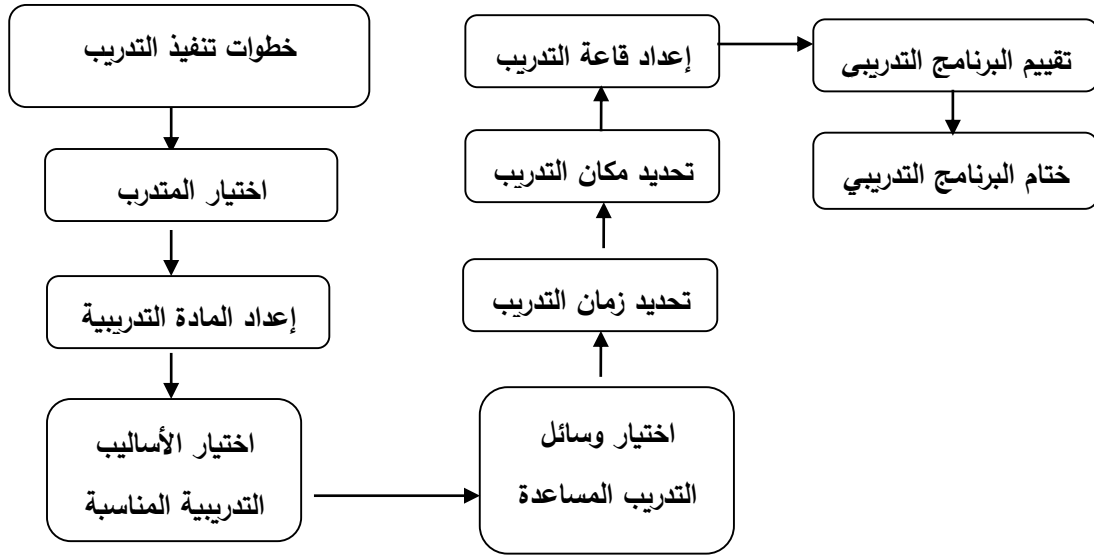 خطوات تنفيذ التدريب
اختيار المتدرب
إعداد المادة التدريبية
اختيار الأساليب
التدريبية المناسبة
اختيار وسائل
التدريب المساعدة
تحديد زمان التدريب
تحديد مكان التدريب
إعداد قاعة التدريب
تقييم البرنامج التدريبى
ختام البرنامج التدريبي